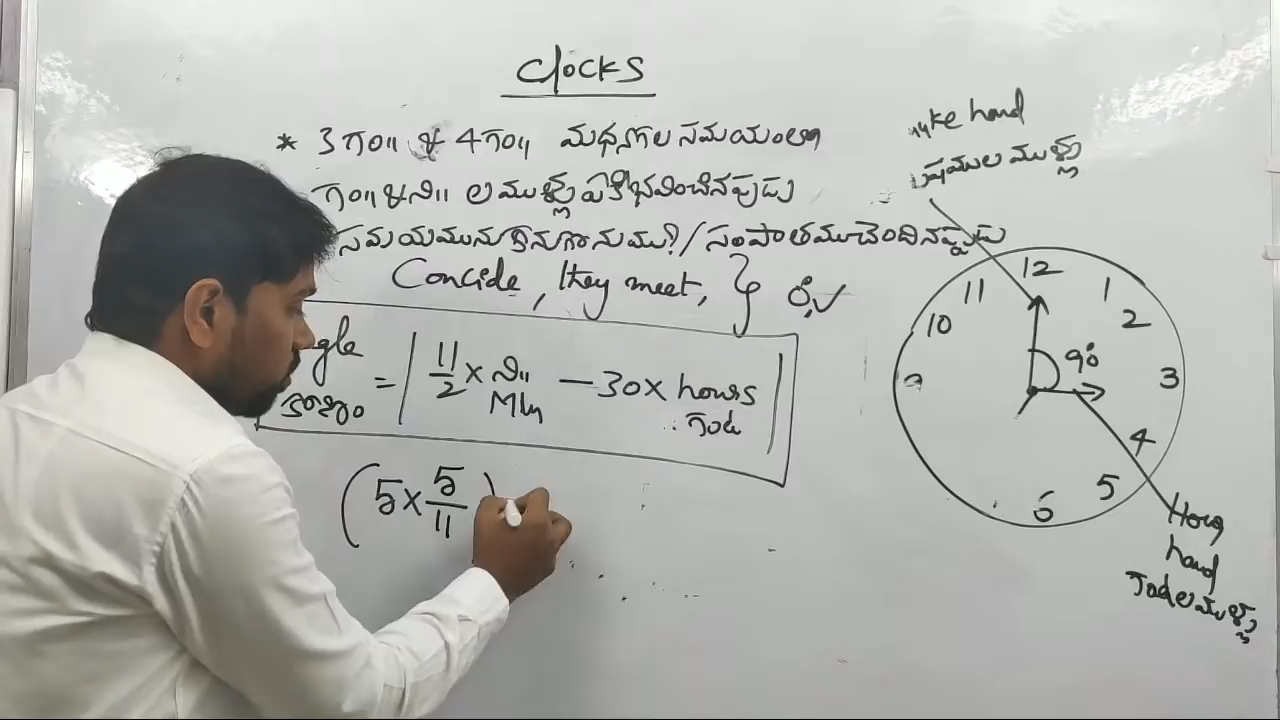 Clocks
* 3 గం॥ & 4 గం॥ మధ్యగల సమయంలో
గం॥ & ని॥ ల ముళ్ళు ఏకీభవించినపుడు
సమయమును కనుగొనుము? / సంపాతము చెందినప్పుడు
Concide, they meet,
gle = | 11/2 × ని॥ − 30 × hours |
కోణం Min గంట
(5 × 5/11)
hand
ముళ్ళు
12
11 1
10 2
90°
3
4
5
6
Hour
hand
గంటల ముళ్ళు